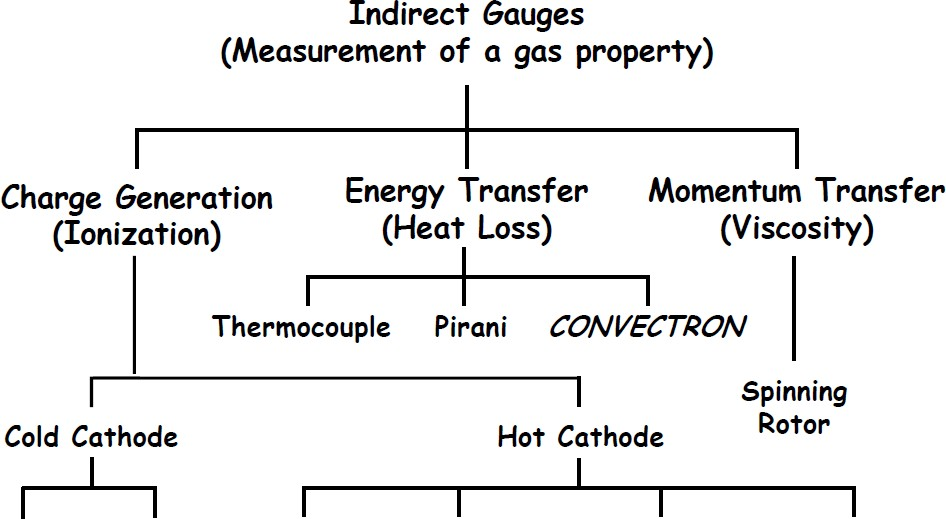 Indirect Gauges
(Measurement of a gas property)
Charge Generation
(Ionization)
Energy Transfer
(Heat Loss)
Momentum Transfer
(Viscosity)
Thermocouple
Pirani
CONVECTRON
Spinning
Rotor
Cold Cathode
Hot Cathode